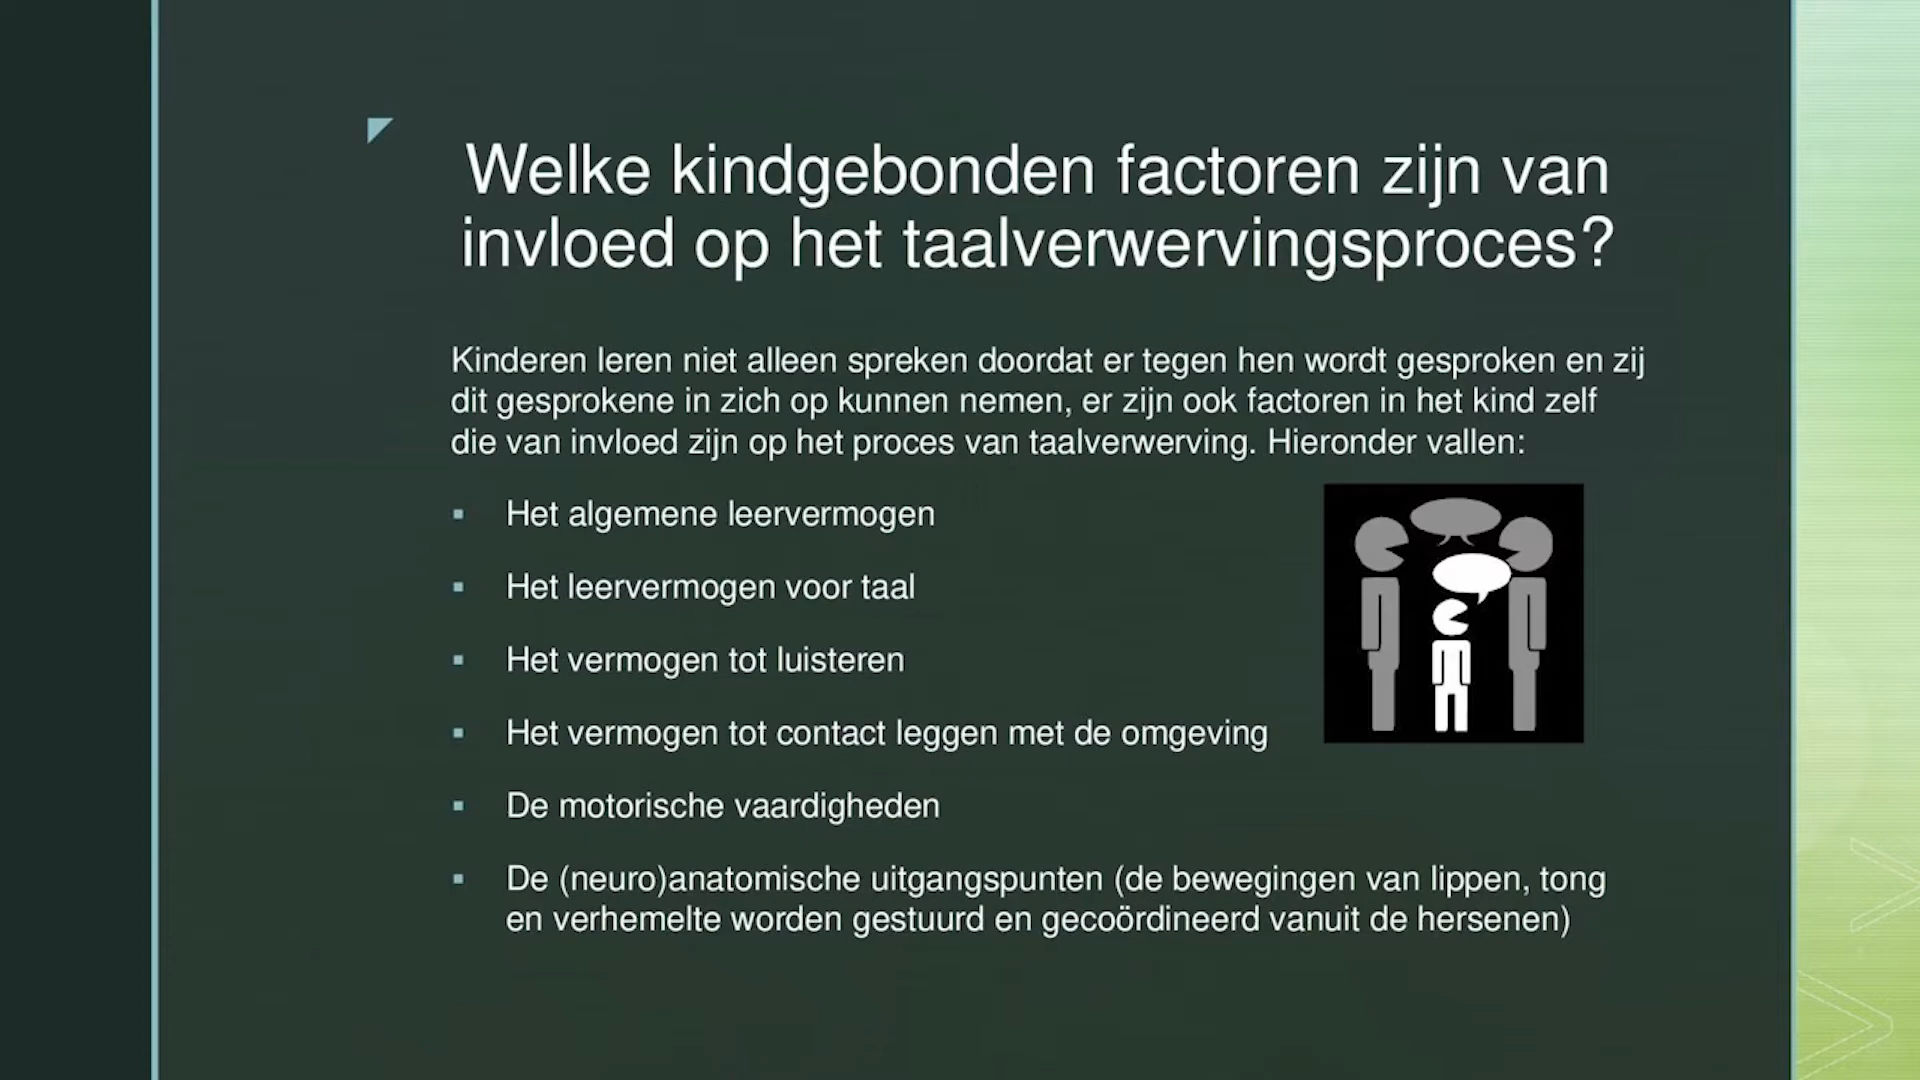 Welke kindgebonden factoren zijn van
invloed op het taalverwervingsproces?
Kinderen leren niet alleen spreken doordat er tegen hen wordt gesproken en zij
dit gesprokene in zich op kunnen nemen, er zijn ook factoren in het kind zelf
die van invloed zijn op het proces van taalverwerving. Hieronder vallen:
▪ Het algemene leervermogen
▪ Het leervermogen voor taal
▪ Het vermogen tot luisteren
▪ Het vermogen tot contact leggen met de omgeving
▪ De motorische vaardigheden
▪ De (neuro)anatomische uitgangspunten (de bewegingen van lippen, tong
en verhemelte worden gestuurd en gecoördineerd vanuit de hersenen)